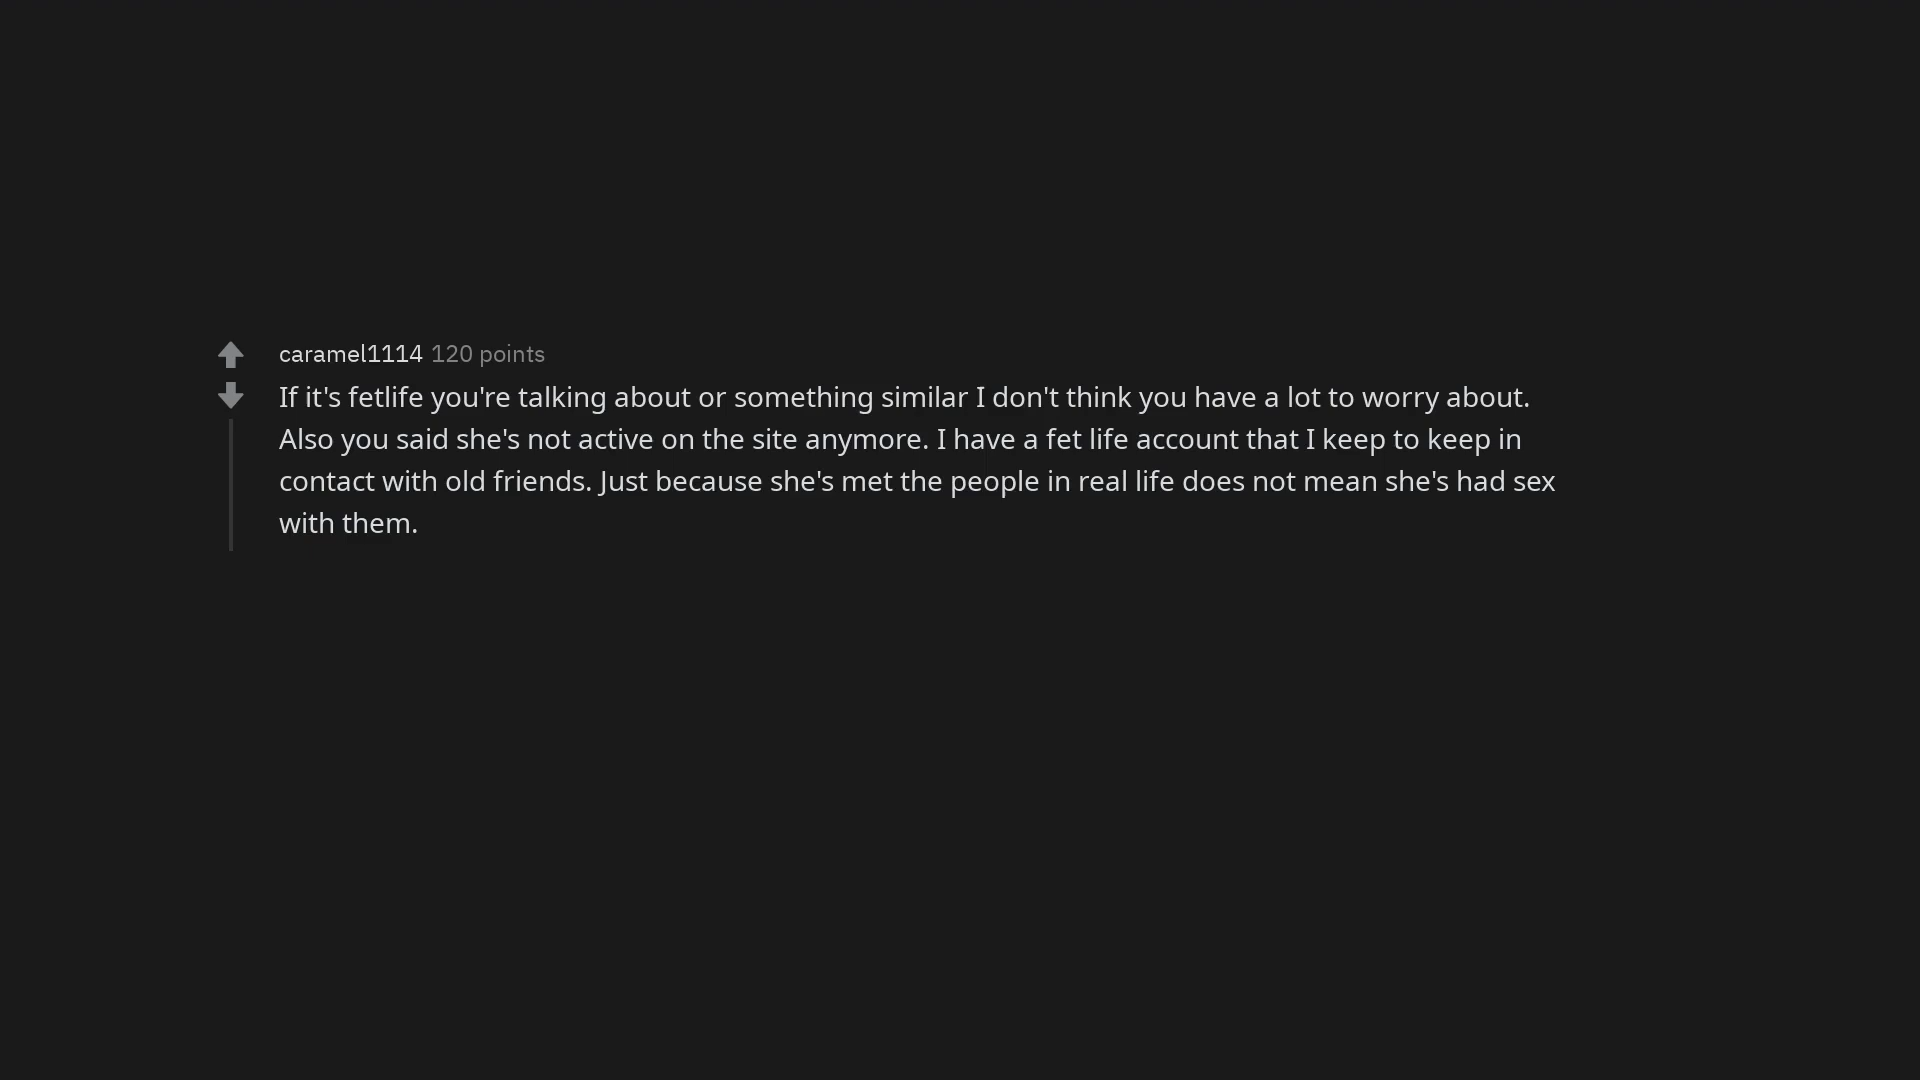 caramel1114 120 points
If it's fetlife you're talking about or something similar I don't think you have a lot to worry about.
Also you said she's not active on the site anymore. I have a fet life account that I keep to keep in
contact with old friends. Just because she's met the people in real life does not mean she's had sex
with them.